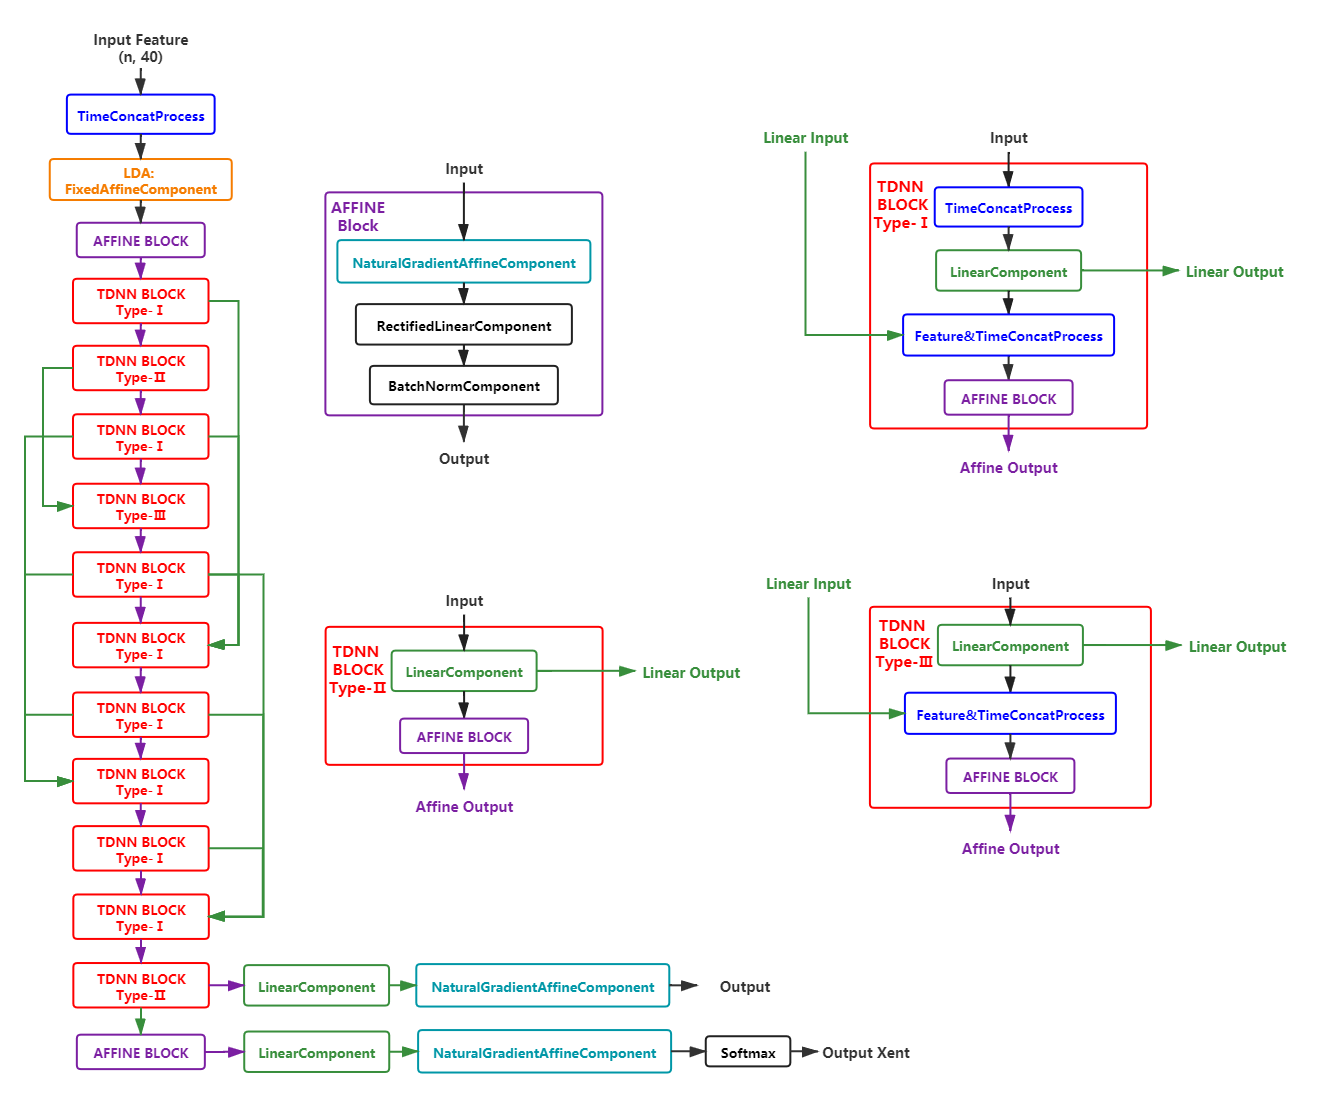 Input Feature
(n, 40)
TimeConcatProcess
LDA:
FixedAffineComponent
AFFINE BLOCK
TDNN BLOCK
Type- I
TDNN BLOCK
Type-II
TDNN BLOCK
Type- I
TDNN BLOCK
Type-III
TDNN BLOCK
Type- I
TDNN BLOCK
Type- I
TDNN BLOCK
Type- I
TDNN BLOCK
Type- I
TDNN BLOCK
Type- I
TDNN BLOCK
Type- I
TDNN BLOCK
Type-II
LinearComponent
NaturalGradientAffineComponent
Output
AFFINE BLOCK
LinearComponent
NaturalGradientAffineComponent
Softmax
Output Xent
Input
AFFINE
Block
NaturalGradientAffineComponent
RectifiedLinearComponent
BatchNormComponent
Output
Linear Input
Input
TDNN
BLOCK
Type- I
TimeConcatProcess
LinearComponent
Linear Output
Feature&TimeConcatProcess
AFFINE BLOCK
Affine Output
Input
TDNN
BLOCK
Type-II
LinearComponent
Linear Output
AFFINE BLOCK
Affine Output
Linear Input
Input
TDNN
BLOCK
Type-III
LinearComponent
Linear Output
Feature&TimeConcatProcess
AFFINE BLOCK
Affine Output